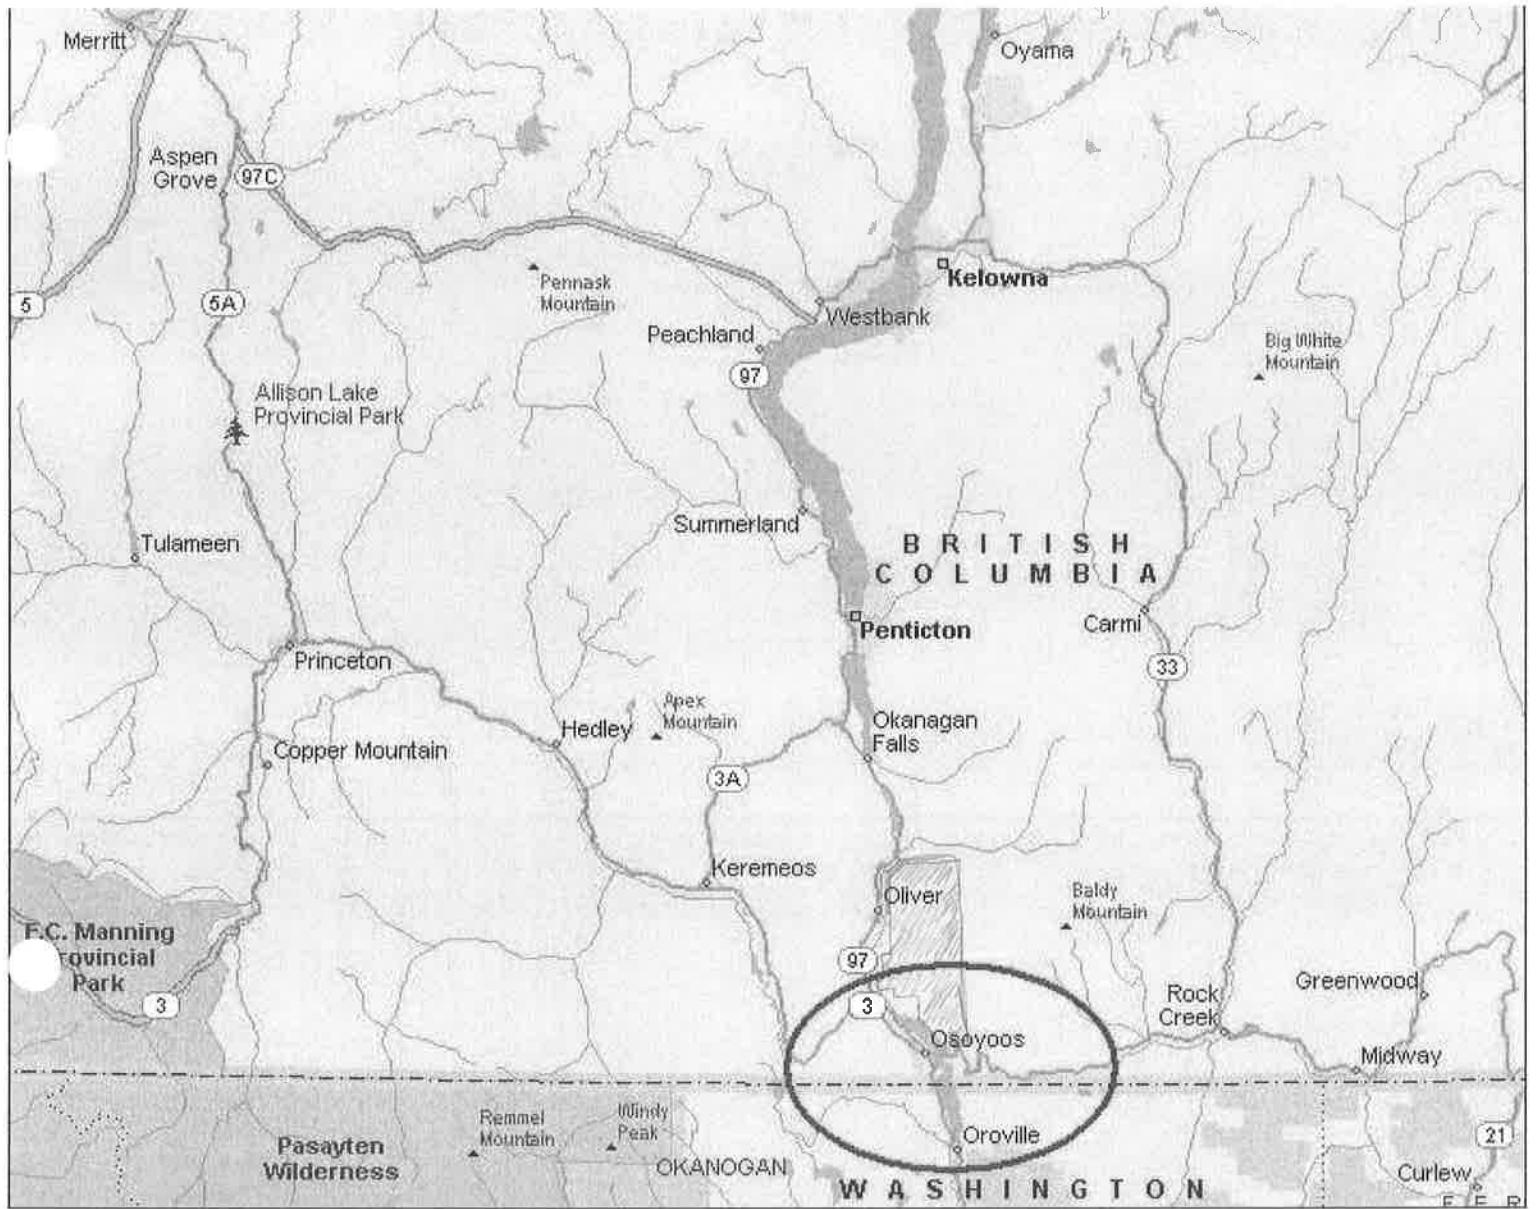 Merritt
Oyama
Aspen
Grove
97C
5
5A
Pennask
Mountain
Kelowna
Westbank
Peachland
97
Big White
Mountain
Allison Lake
Provincial Park
Summerland
Tulameen
BRITISH
COLUMBIA
Penticton
Carmi
33
Princeton
Apex
Mountain
Hedley
Okanagan
Falls
Copper Mountain
3A
Keremeos
Oliver
Baldy
Mountain
E.C. Manning
rovincial
Park
97
3
3
Rock
Creek
Greenwood
Osoyoos
Midway
Remmel
Mountain
Windy
Peak
Pasayten
Wilderness
OKANOGAN
Oroville
21
Curlew
WASHINGTON
F E R